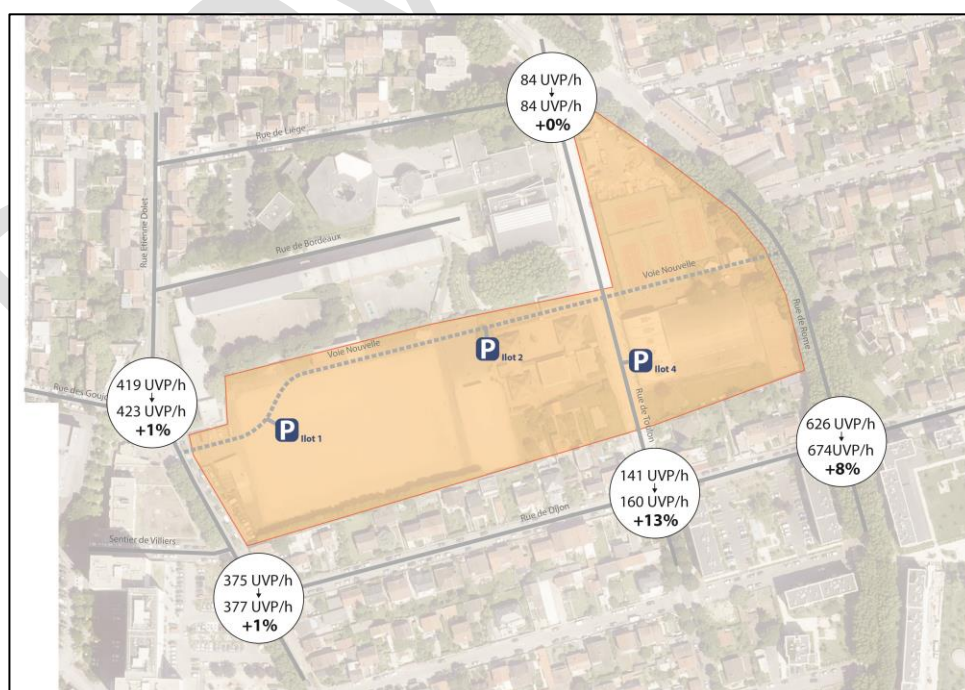 84 UVP/h
84 UVP/h
+0%
Rue de Liège
Rue Etienne Dolet
Rue de Bordeaux
Voie Nouvelle
Voie Nouvelle
Rue de Rome
P Ilot 2
P Ilot 4
Rue des
419 UVP/h
423 UVP/h
+1%
P Ilot 1
Rue de Toulon
626 UVP/h
674UVP/h
+8%
141 UVP/h
160 UVP/h
+13%
Rue de Dijon
Sentier de Villiers
375 UVP/h
377 UVP/h
+1%